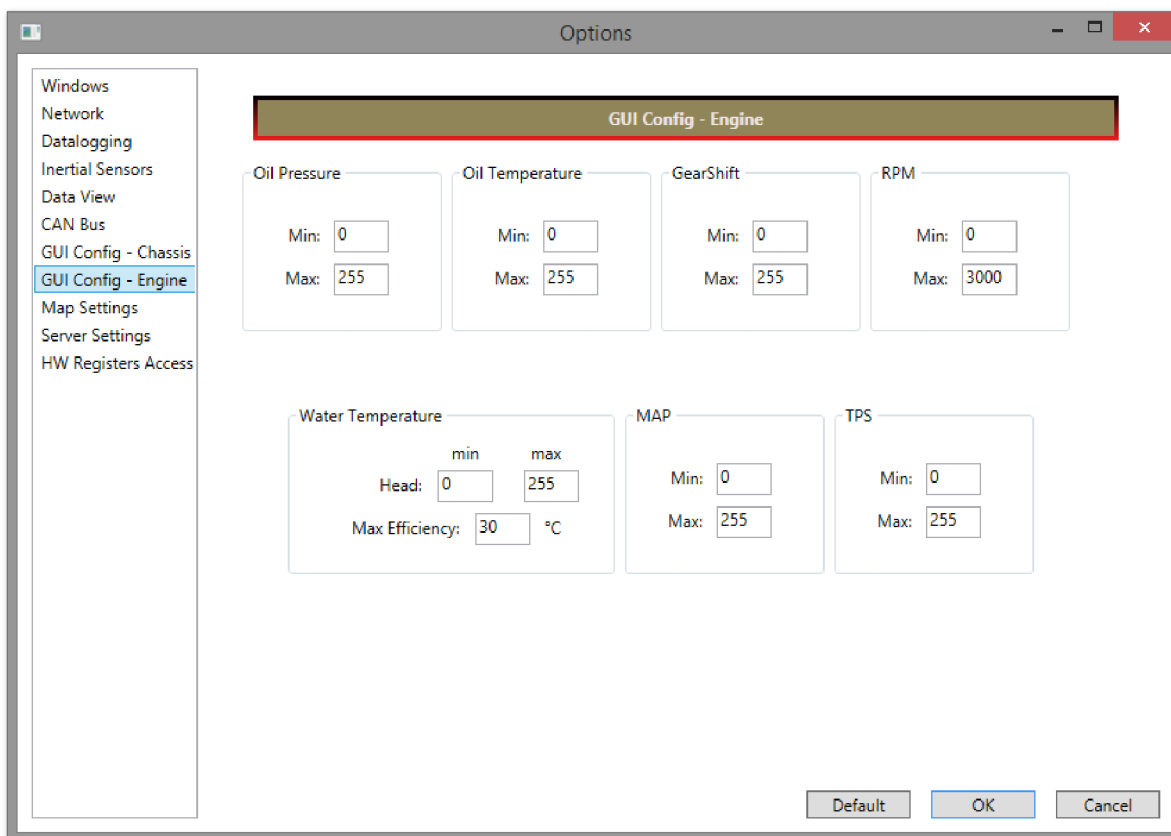 Options
Windows
Network
Datalogging
Inertial Sensors
Data View
CAN Bus
GUI Config - Chassis
GUI Config - Engine
Map Settings
Server Settings
HW Registers Access
GUI Config - Engine
Oil Pressure
Min: 0
Max: 255
Oil Temperature
Min: 0
Max: 255
GearShift
Min: 0
Max: 255
RPM
Min: 0
Max: 3000
Water Temperature
min max
Head: 0 255
Max Efficiency: 30 °C
MAP
Min: 0
Max: 255
TPS
Min: 0
Max: 255
Default OK Cancel